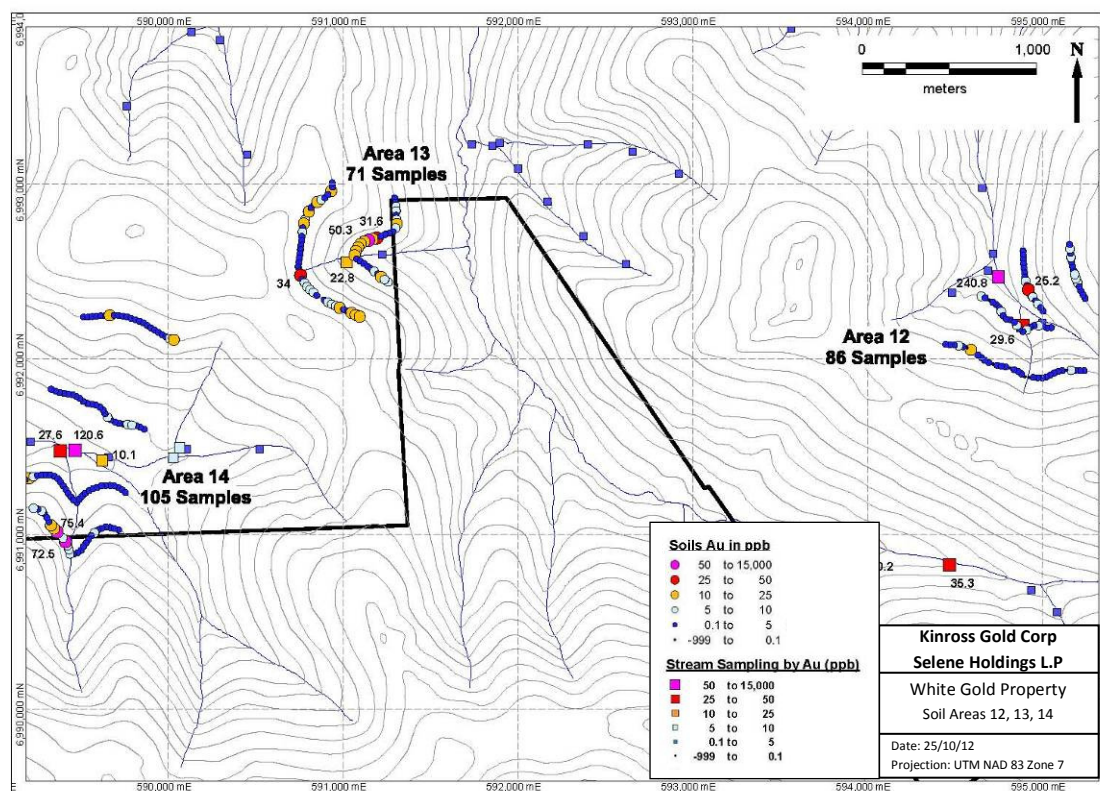 590,000 mE
591,000 mE
592,000 mE
593,000 mE
594,000 mE
595,000 mE
6,994,0
6,993,000 mN
6,992,000 mN
6,991,000 mN
6,990,000 mN
0 1,000
meters
N
Area 13
71 Samples
31.6
50.3
22.8
34
240.8
25.2
29.6
Area 12
86 Samples
27.6
120.6
10.1
Area 14
105 Samples
75.4
72.5
0.2
35.3
Soils Au in ppb
50 to 15,000
25 to 50
10 to 25
5 to 10
0.1 to 5
-999 to 0.1
Stream Sampling by Au (ppb)
50 to 15,000
25 to 50
10 to 25
5 to 10
0.1 to 5
-999 to 0.1
Kinross Gold Corp
Selene Holdings L.P
White Gold Property
Soil Areas 12, 13, 14
Date: 25/10/12
Projection: UTM NAD 83 Zone 7
590,000 mE
591,000 mE
592,000 mE
593,000 mE
594,000 mE
595,000 mE